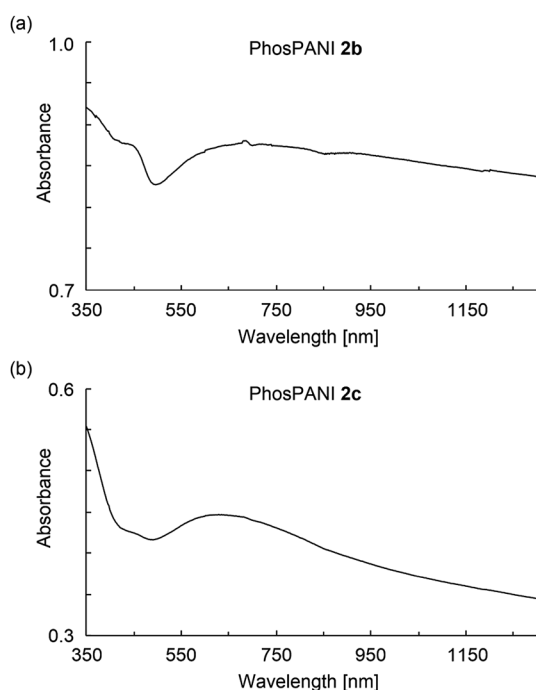 (a)
PhosPANI 2b
1.0
Absorbance
0.7
350 550 750 950 1150
Wavelength [nm]
(b)
PhosPANI 2c
0.6
Absorbance
0.3
350 550 750 950 1150
Wavelength [nm]